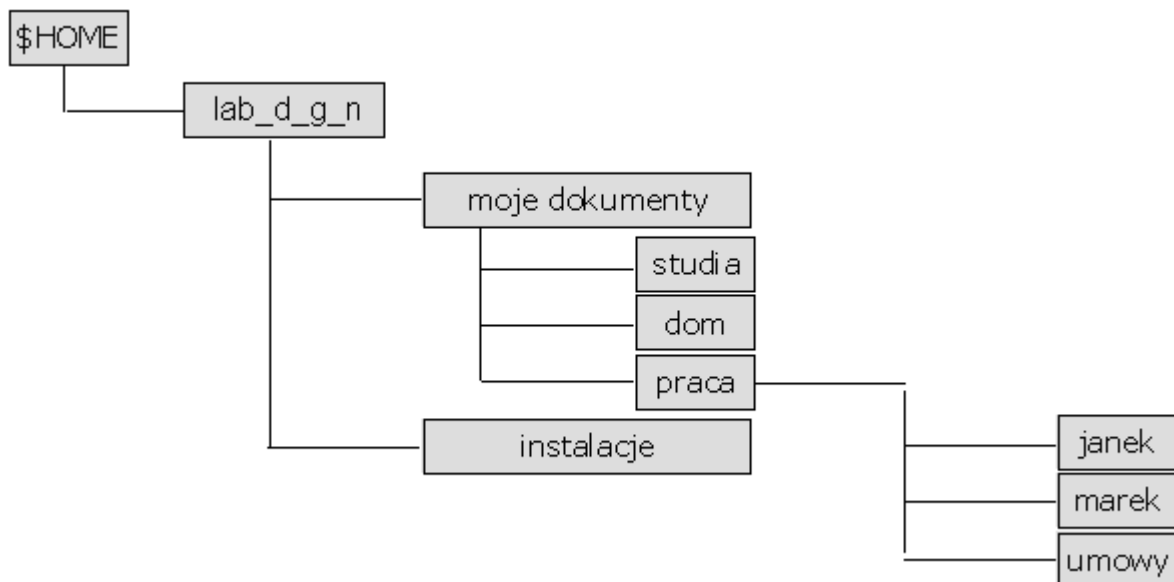 $HOME
lab_d_g_n
moje dokumenty
studia
dom
praca
instalacje
janek
marek
umowy